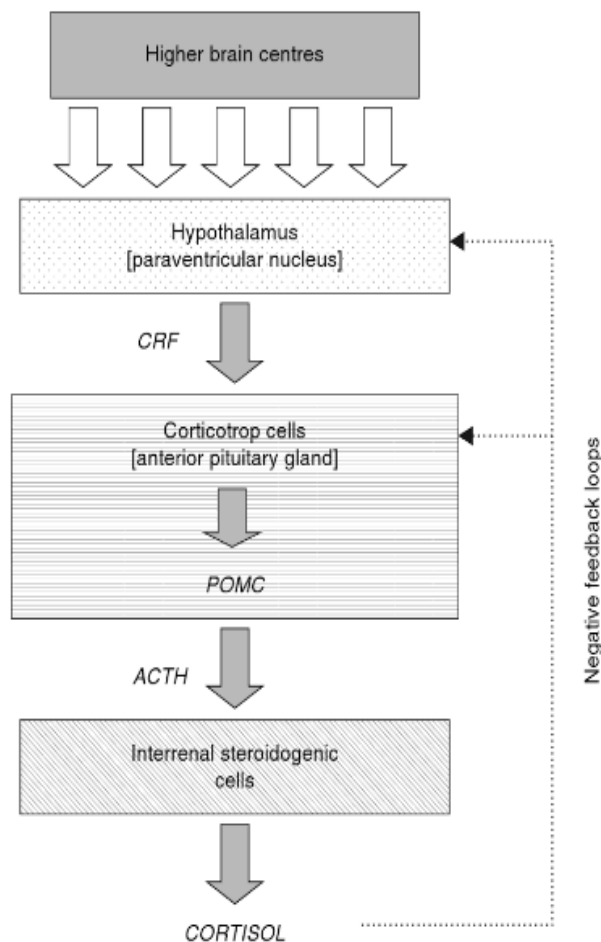 Higher brain centres
Hypothalamus
[paraventricular nucleus]
CRF
Corticotrop cells
[anterior pituitary gland]
POMC
ACTH
Interrenal steroidogenic
cells
CORTISOL
Negative feedback loops